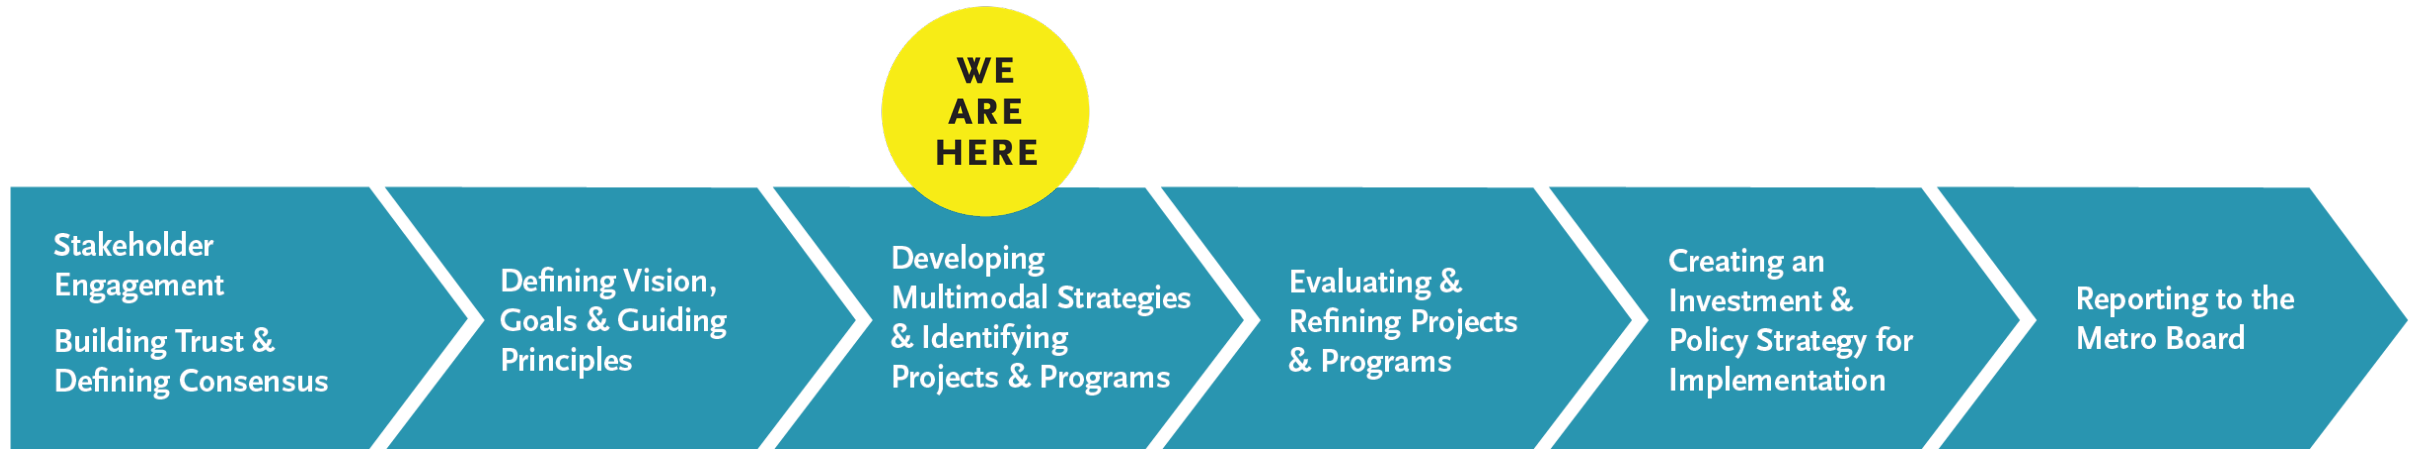 WE
ARE
HERE
Stakeholder
Engagement
Building Trust &
Defining Consensus
Defining Vision,
Goals & Guiding
Principles
Developing
Multimodal Strategies
& Identifying
Projects & Programs
Evaluating &
Refining Projects
& Programs
Creating an
Investment &
Policy Strategy for
Implementation
Reporting to the
Metro Board